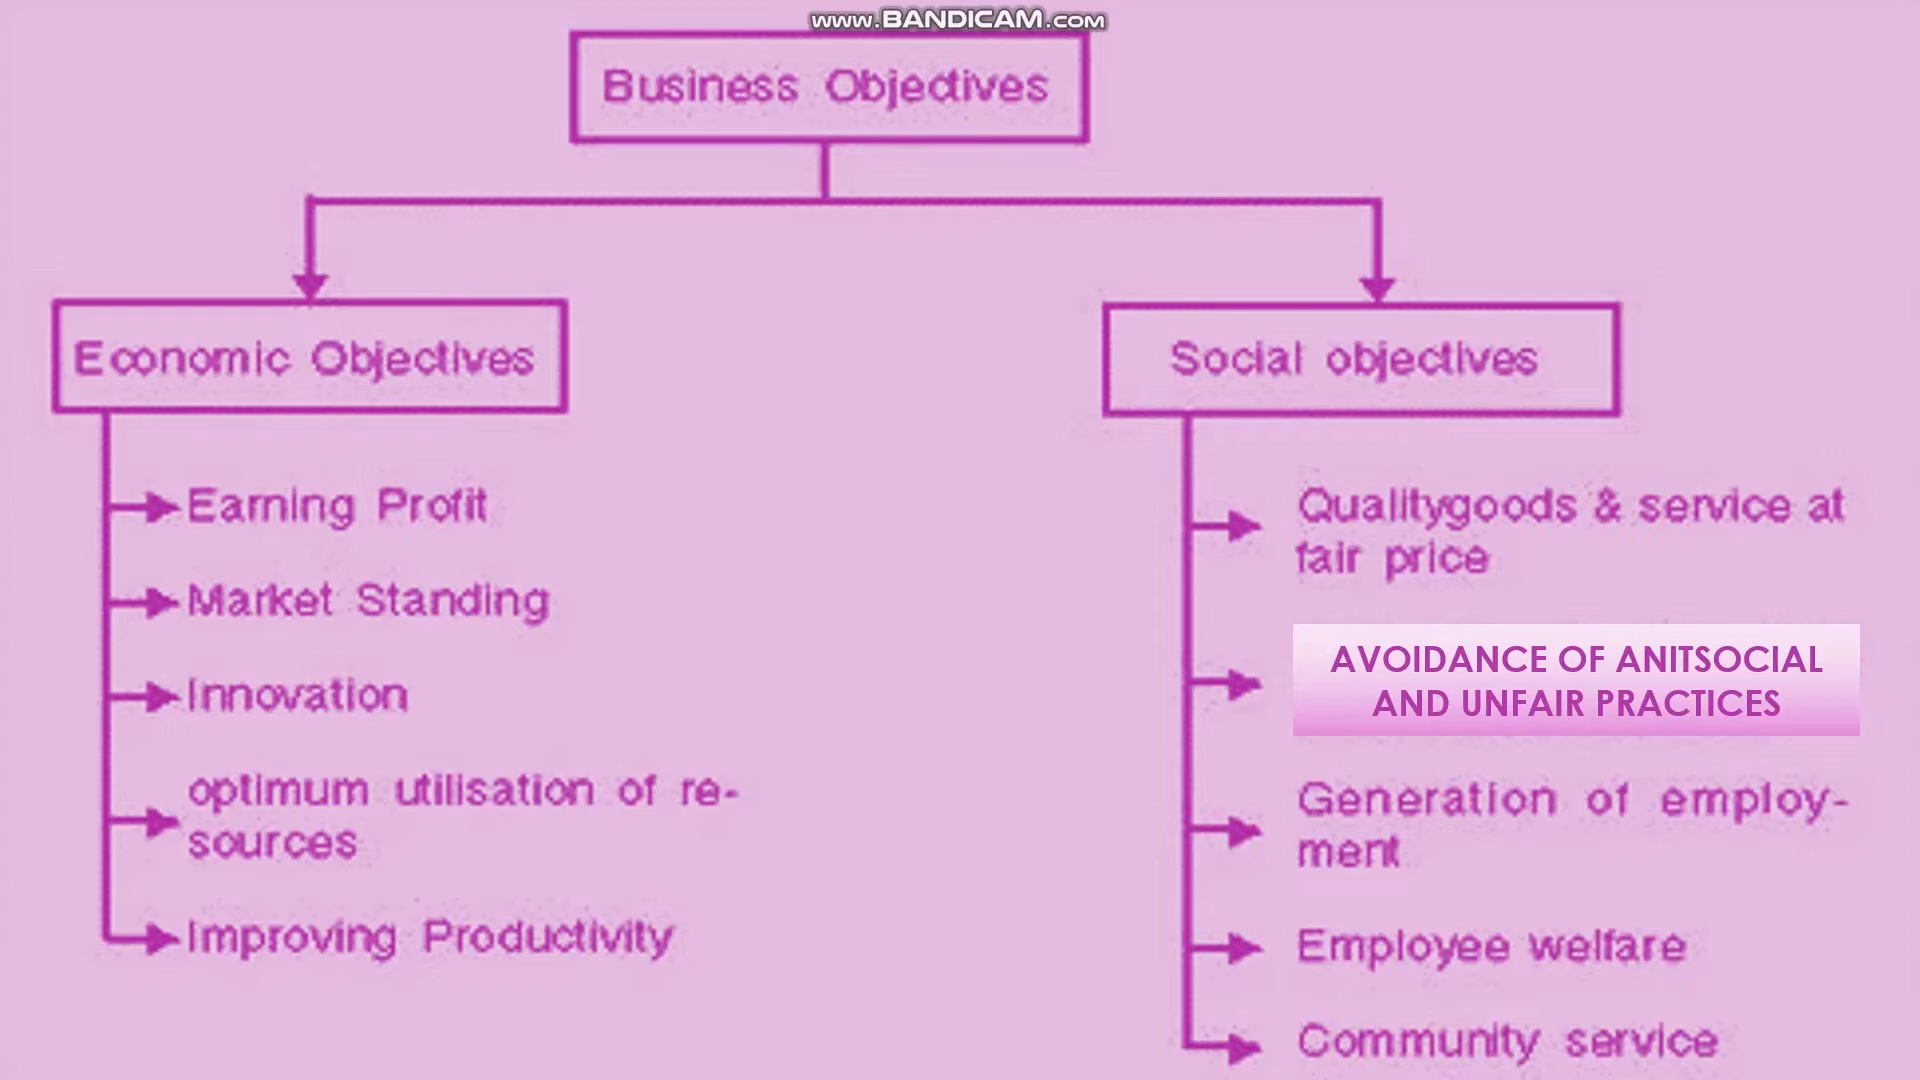 www.BANDICAM.com
Business Objectives
Economic Objectives
Earning Profit
Market Standing
Innovation
optimum utilisation of re-
sources
Improving Productivity
Social objectives
Qualitygoods & service at
fair price
AVOIDANCE OF ANITSOCIAL
AND UNFAIR PRACTICES
Generation of employ-
ment
Employee welfare
Community service